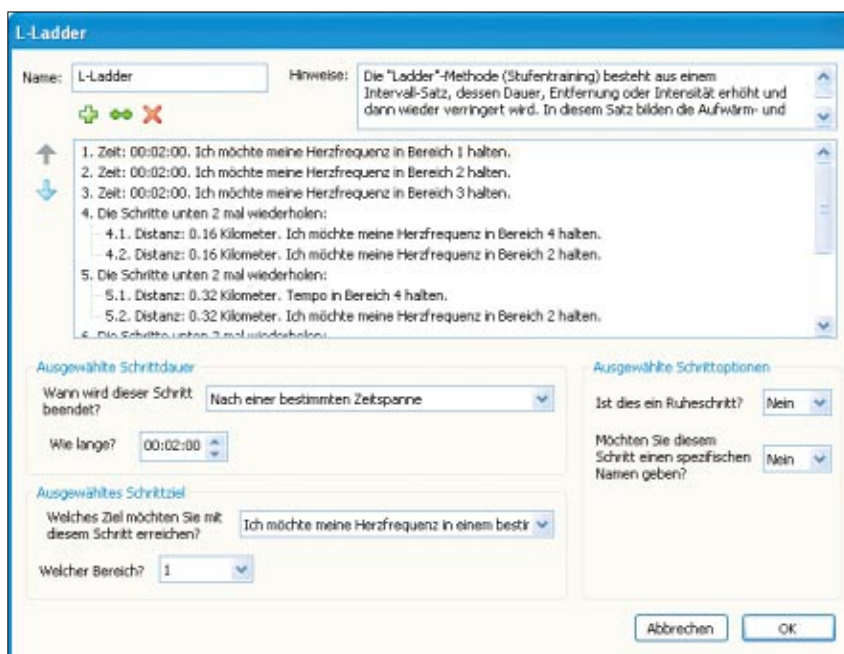 L-Ladder
Name: L-Ladder
Hinweise: Die "Ladder"-Methode (Stufentraining) besteht aus einem
Intervall-Satz, dessen Dauer, Entfernung oder Intensität erhöht und
dann wieder verringert wird. In diesem Satz bilden die Aufwärm- und
1. Zeit: 00:02:00. Ich möchte meine Herzfrequenz in Bereich 1 halten.
2. Zeit: 00:02:00. Ich möchte meine Herzfrequenz in Bereich 2 halten.
3. Zeit: 00:02:00. Ich möchte meine Herzfrequenz in Bereich 3 halten.
4. Die Schritte unten 2 mal wiederholen:
4.1. Distanz: 0.16 Kilometer. Ich möchte meine Herzfrequenz in Bereich 4 halten.
4.2. Distanz: 0.16 Kilometer. Ich möchte meine Herzfrequenz in Bereich 2 halten.
5. Die Schritte unten 2 mal wiederholen:
5.1. Distanz: 0.32 Kilometer. Tempo in Bereich 4 halten.
5.2. Distanz: 0.32 Kilometer. Ich möchte meine Herzfrequenz in Bereich 2 halten.
6. Die Schritte unten 2 mal wiederholen:
Ausgewählte Schrittdauer
Wann wird dieser Schritt
beendet?
Nach einer bestimmten Zeitspanne
Wie lange? 00:02:00
Ausgewähltes Schrittziel
Welches Ziel möchten Sie mit
diesem Schritt erreichen?
Ich möchte meine Herzfrequenz in einem bestir
Welcher Bereich? 1
Ausgewählte Schrittoptionen
Ist dies ein Ruheschritt? Nein
Möchten Sie diesem
Schritt einen spezifischen
Namen geben?
Nein
Abbrechen
OK